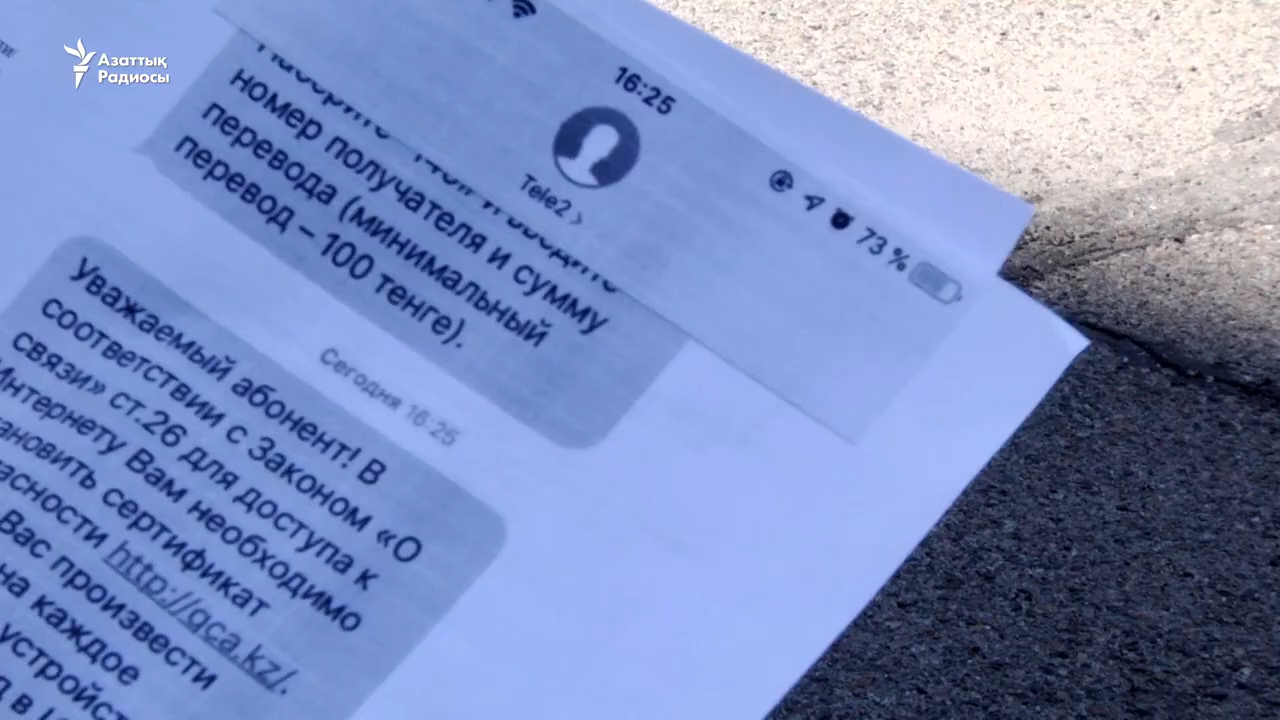 Азаттық
Радиосы
16:25
Tele2 >
73 %
номер получателя и сумму
перевода (минимальный
перевод – 100 тенге).
Сегодня 16:25
Уважаемый абонент! В
соответствии с Законом «О
связи» ст.26 для доступа к
Интернету Вам необходимо
сертификат
http://qca.kz/.
Вас произвести
на каждое